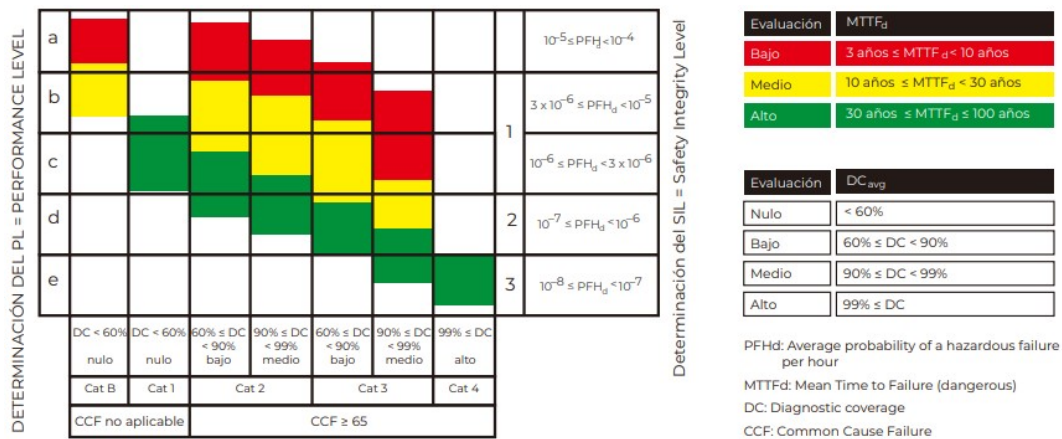 DETERMINACIÓN DEL PL = PERFORMANCE LEVEL
a
10⁻⁵ ≤ PFHd < 10⁻⁴
b
3 x 10⁻⁶ ≤ PFHd < 10⁻⁵
1
c
10⁻⁶ ≤ PFHd < 3 x 10⁻⁶
d
2
10⁻⁷ ≤ PFHd < 10⁻⁶
e
3
10⁻⁸ ≤ PFHd < 10⁻⁷
DC < 60% DC < 60% 60% ≤ DC 90% ≤ DC 60% ≤ DC 90% ≤ DC 99% ≤ DC
< 90% < 99% < 90% < 99%
nulo nulo bajo medio bajo medio alto
Cat B Cat 1 Cat 2 Cat 3 Cat 4
CCF no aplicable CCF ≥ 65
Determinación del SIL = Safety Integrity Level
Evaluación MTTFd
Bajo 3 años ≤ MTTFd < 10 años
Medio 10 años ≤ MTTFd < 30 años
Alto 30 años ≤ MTTFd ≤ 100 años
Evaluación DCavg
Nulo < 60%
Bajo 60% ≤ DC < 90%
Medio 90% ≤ DC < 99%
Alto 99% ≤ DC
PFHd: Average probability of a hazardous failure
per hour
MTTFd: Mean Time to Failure (dangerous)
DC: Diagnostic coverage
CCF: Common Cause Failure